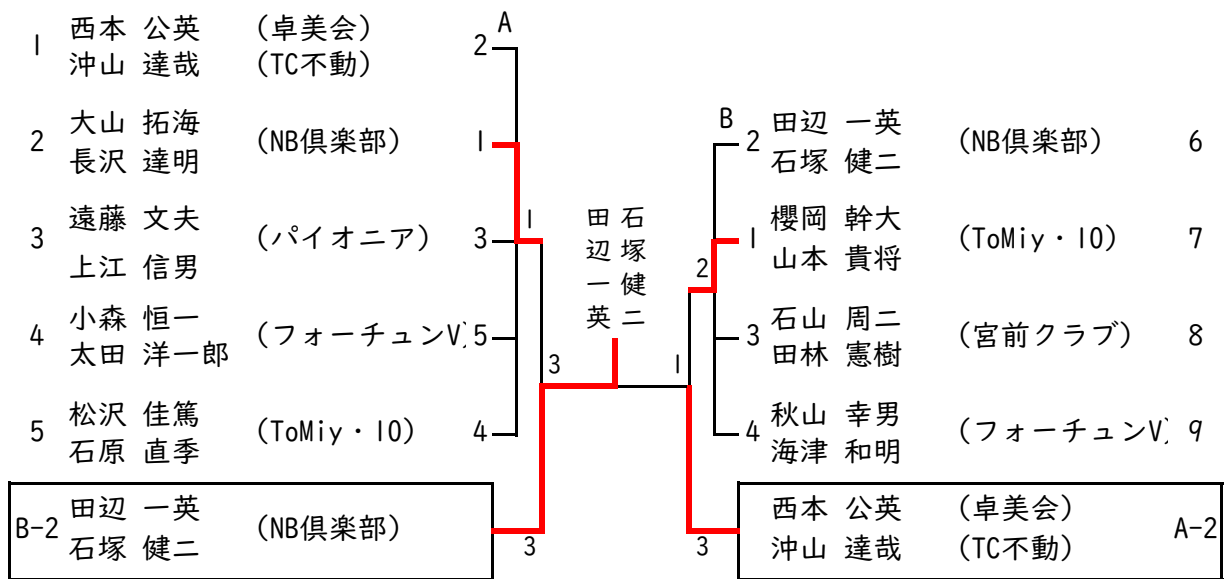 A
1 西本 公英 (卓美会) 2
沖山 達哉 (TC不動)
2 大山 拓海 (NB倶楽部) 1
長沢 達明
3 遠藤 文夫 (パイオニア) 3
上江 信男
4 小森 恒一 (フォーチュンV) 5
太田 洋一郎
5 松沢 佳篤 (ToMiy・10) 4
石原 直季
B-2 田辺 一英 (NB倶楽部)
石塚 健二
1
3
3
石塚健二
田辺一英
B
2 田辺 一英 (NB倶楽部) 6
石塚 健二
1 櫻岡 幹大 (ToMiy・10) 7
山本 貴将
3 石山 周二 (宮前クラブ) 8
田林 憲樹
4 秋山 幸男 (フォーチュンV) 9
海津 和明
西本 公英 (卓美会) A-2
沖山 達哉 (TC不動)
2
1
3